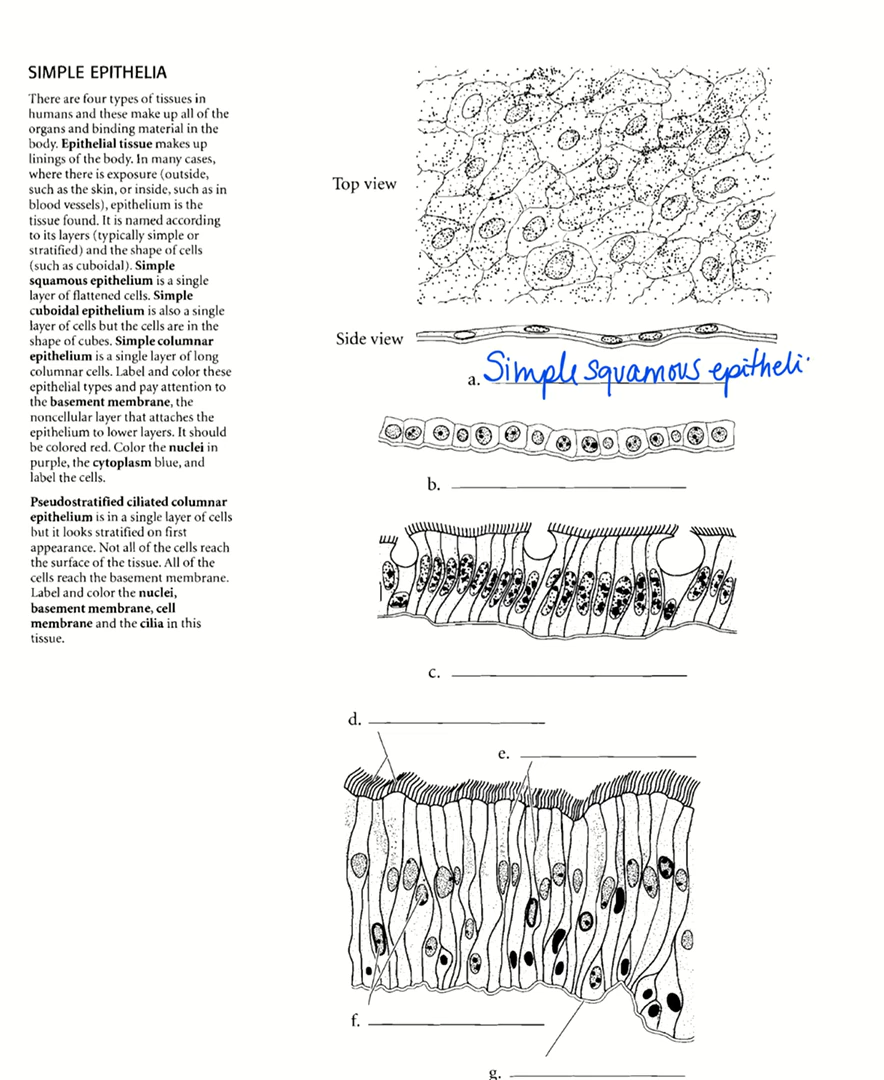 SIMPLE EPITHELIA
There are four types of tissues in
humans and these make up all of the
organs and binding material in the
body. Epithelial tissue makes up
linings of the body. In many cases,
where there is exposure (outside,
such as the skin, or inside, such as in
blood vessels), epithelium is the
tissue found. It is named according
to its layers (typically simple or
stratified) and the shape of cells
(such as cuboidal). Simple
squamous epithelium is a single
layer of flattened cells. Simple
cuboidal epithelium is also a single
layer of cells but the cells are in the
shape of cubes. Simple columnar
epithelium is a single layer of long
columnar cells. Label and color these
epithelial types and pay attention to
the basement membrane, the
noncellular layer that attaches the
epithelium to lower layers. It should
be colored red. Color the nuclei in
purple, the cytoplasm blue, and
label the cells.
Pseudostratified ciliated columnar
epithelium is in a single layer of cells
but it looks stratified on first
appearance. Not all of the cells reach
the surface of the tissue. All of the
cells reach the basement membrane.
Label and color the nuclei,
basement membrane, cell
membrane and the cilia in this
tissue.
Top view
Side view
a. Simple squamous epitheli
b.
c.
d.
e.
f.
g.